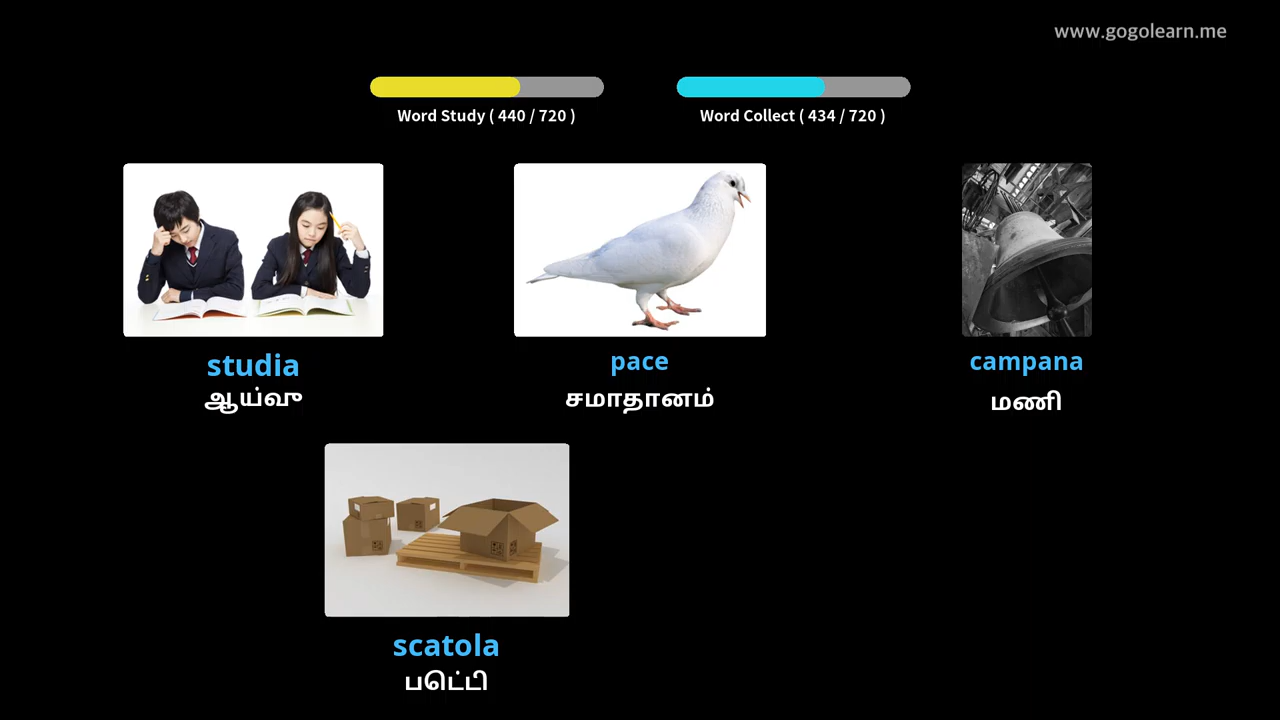 www.gogolearn.me
Word Study ( 440 / 720 )
Word Collect ( 434 / 720 )
studia
ஆய்வு
pace
சமாதானம்
campana
மணி
scatola
பெட்டி